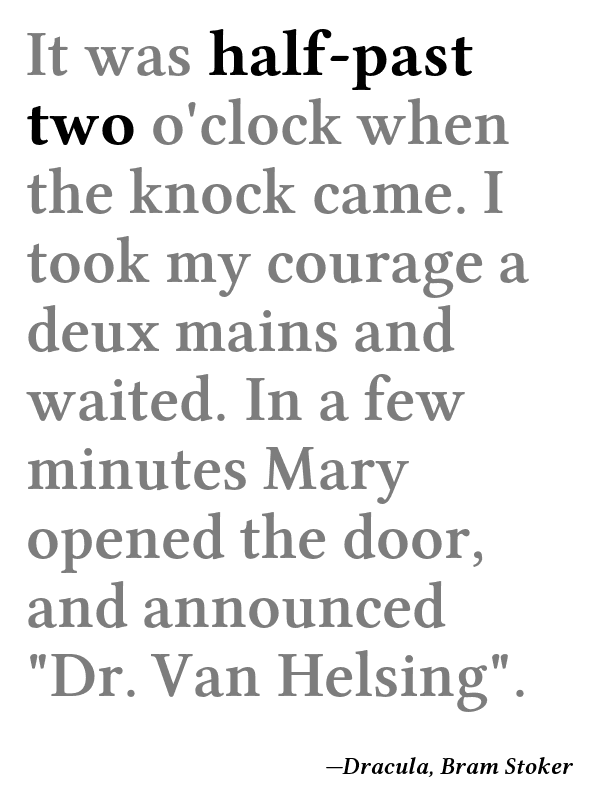 It was half-past
two o'clock when
the knock came. I
took my courage a
deux mains and
waited. In a few
minutes Mary
opened the door,
and announced
"Dr. Van Helsing".
—Dracula, Bram Stoker